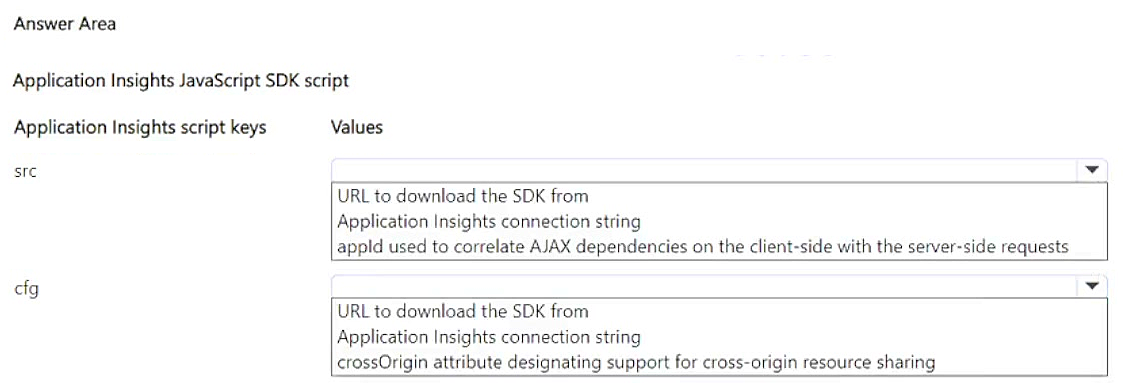 Answer Area
Application Insights JavaScript SDK script
Application Insights script keys Values
src
URL to download the SDK from
Application Insights connection string
appId used to correlate AJAX dependencies on the client-side with the server-side requests
cfg
URL to download the SDK from
Application Insights connection string
crossOrigin attribute designating support for cross-origin resource sharing